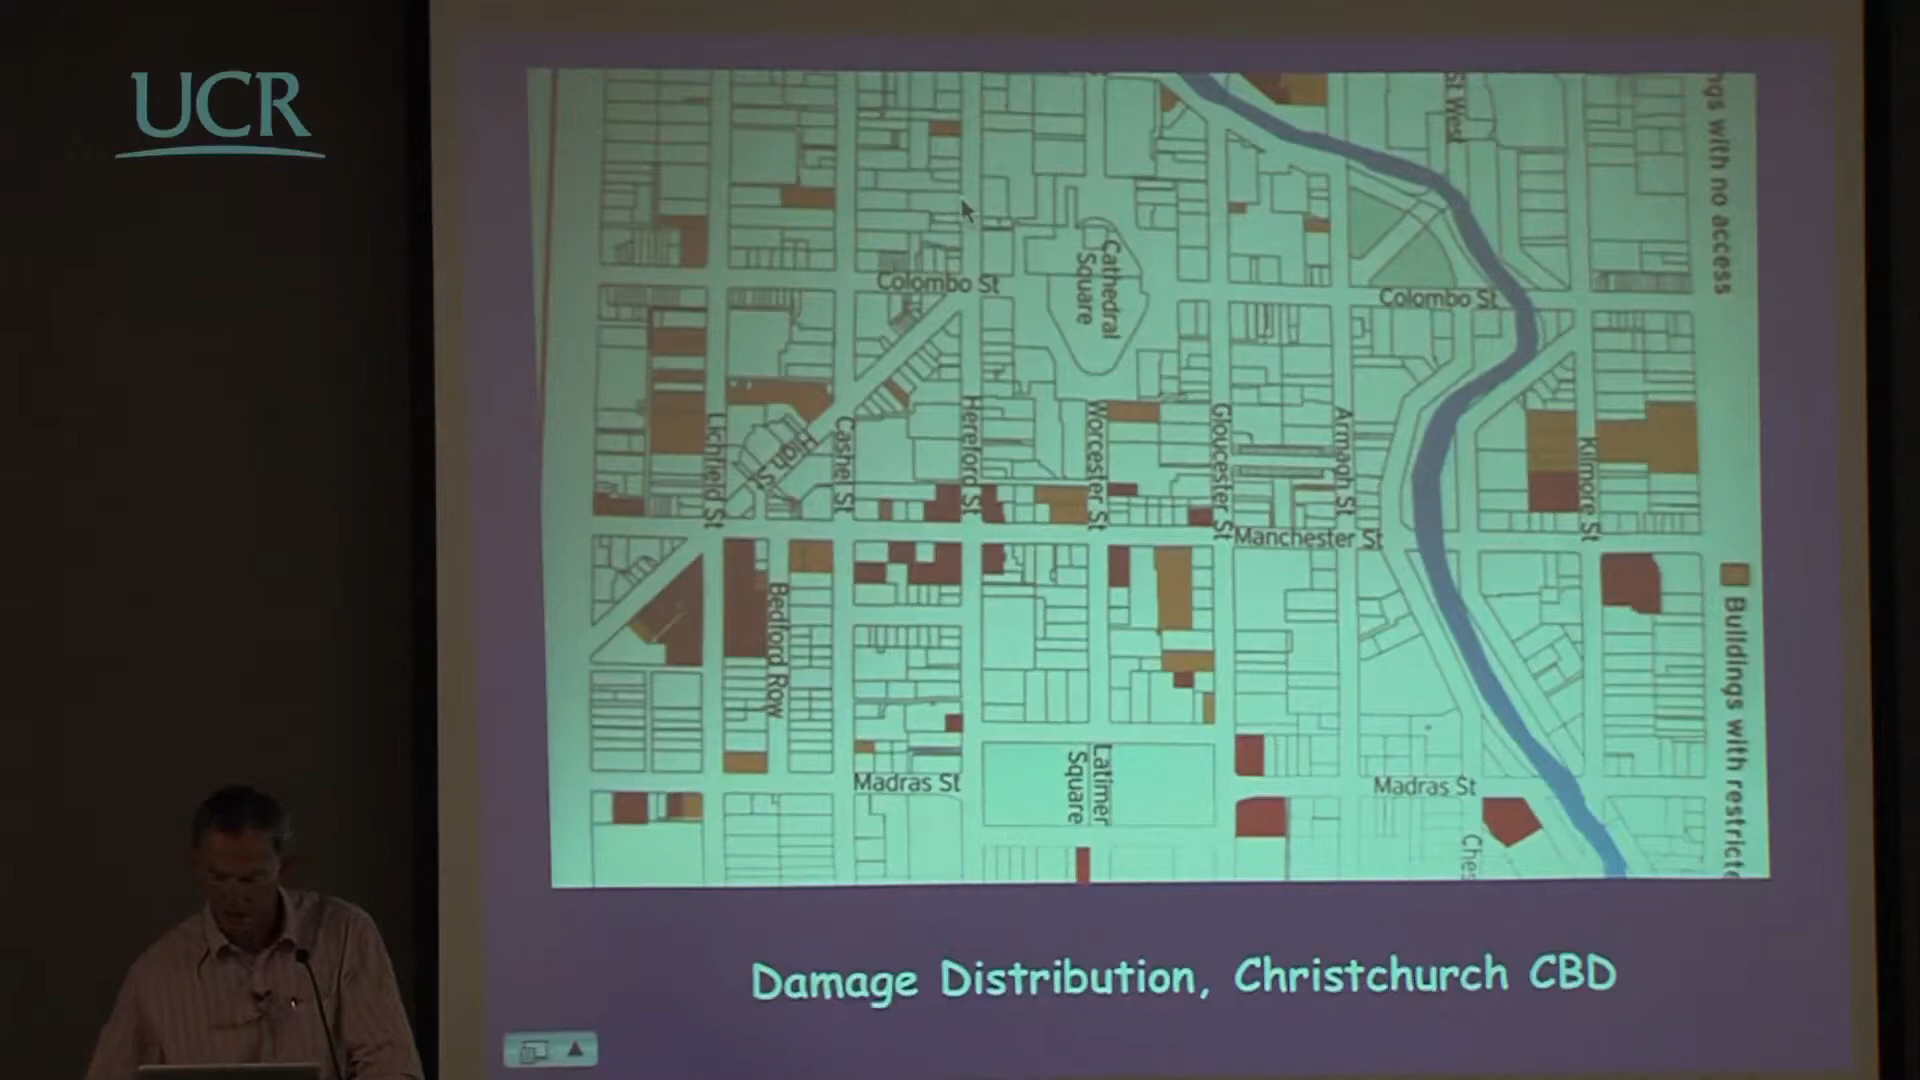 UCR
St West
ngs with no access
Cathedral
Square
Colombo St
Colombo St
Lichfield St
High St
Cashel St
Hereford St
Worcester St
Gloucester St
Armagh St
Kilmore St
Manchester St
Bedford Row
Buildings with restricte
Latimer
Square
Madras St
Madras St
Ches
Damage Distribution, Christchurch CBD